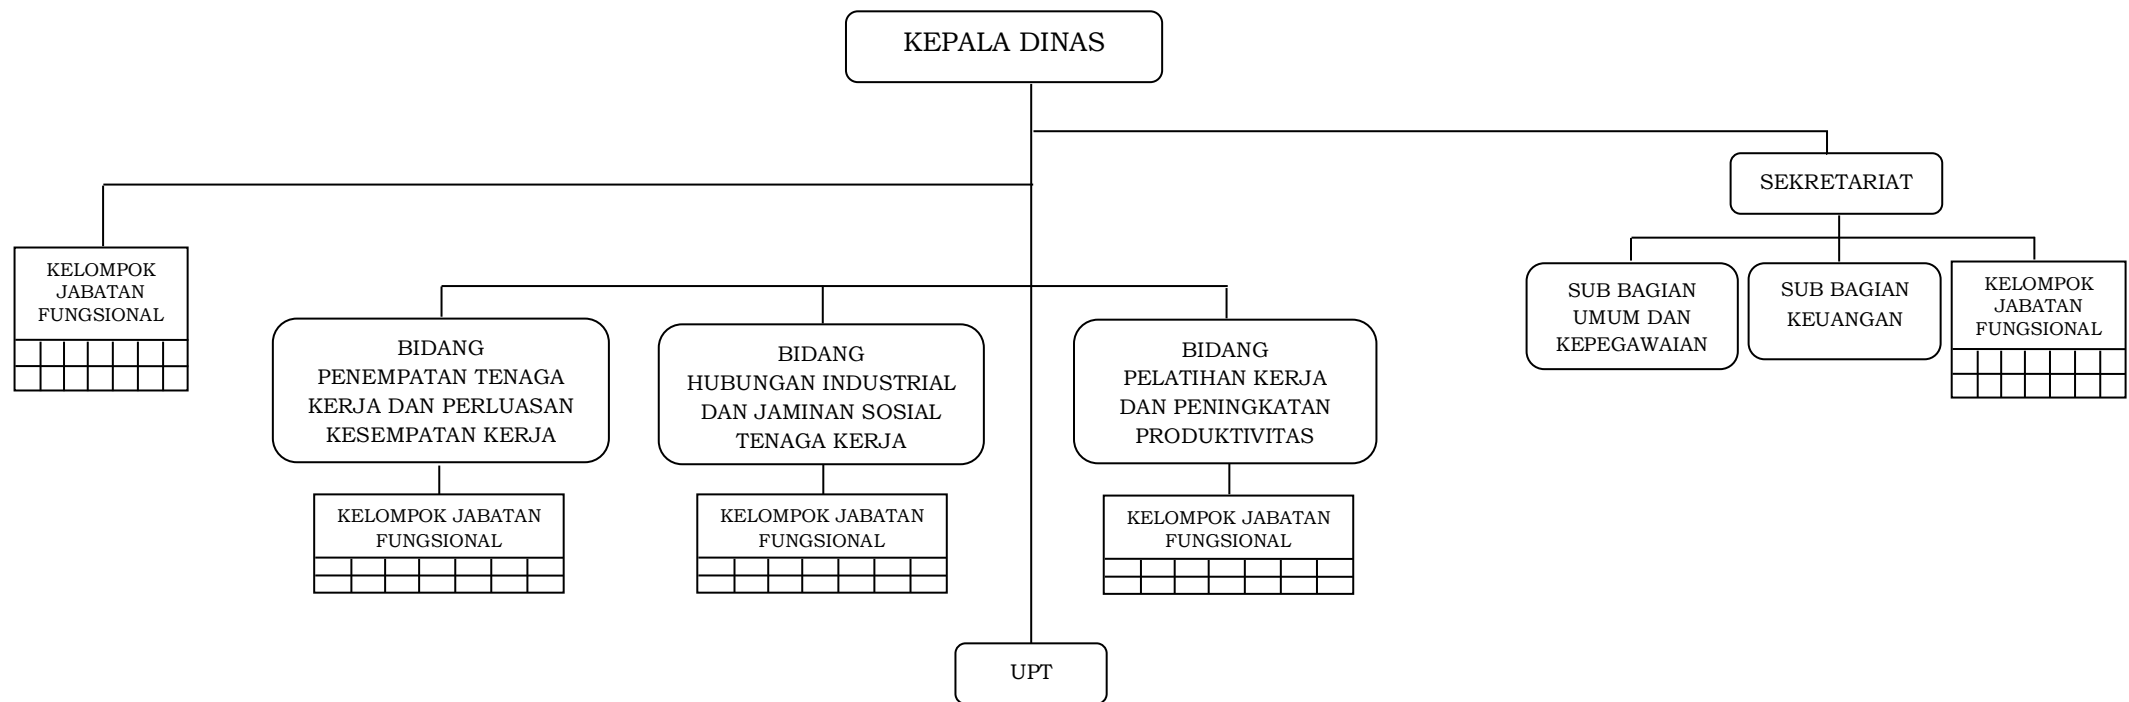 KEPALA DINAS
SEKRETARIAT
KELOMPOK
JABATAN
FUNGSIONAL
SUB BAGIAN
UMUM DAN
KEPEGAWAIAN
SUB BAGIAN
KEUANGAN
KELOMPOK
JABATAN
FUNGSIONAL
BIDANG
PENEMPATAN TENAGA
KERJA DAN PERLUASAN
KESEMPATAN KERJA
BIDANG
HUBUNGAN INDUSTRIAL
DAN JAMINAN SOSIAL
TENAGA KERJA
BIDANG
PELATIHAN KERJA
DAN PENINGKATAN
PRODUKTIVITAS
KELOMPOK JABATAN
FUNGSIONAL
KELOMPOK JABATAN
FUNGSIONAL
KELOMPOK JABATAN
FUNGSIONAL
UPT